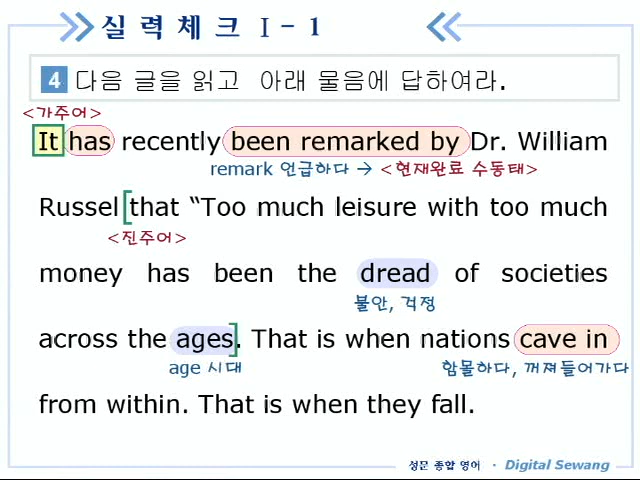 실력체크 I - 1
4 다음 글을 읽고 아래 물음에 답하여라.
<가주어>
It has recently been remarked by Dr. William
remark 언급하다 → <현재완료 수동태>
Russel that “Too much leisure with too much
<진주어>
money has been the dread of societies
불안, 걱정
across the ages. That is when nations cave in
age 시대
함몰하다, 꺼져들어가다
from within. That is when they fall.
성문 종합 영어 · Digital Sewang